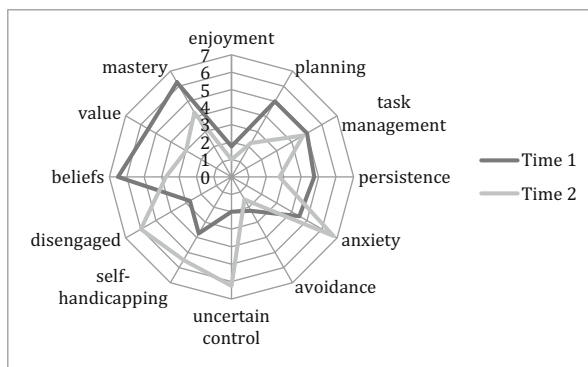 enjoyment
planning
task
management
persistence
anxiety
avoidance
uncertain
control
self-
handicapping
disengaged
beliefs
value
mastery
7
6
5
4
3
2
1
0
Time 1
Time 2